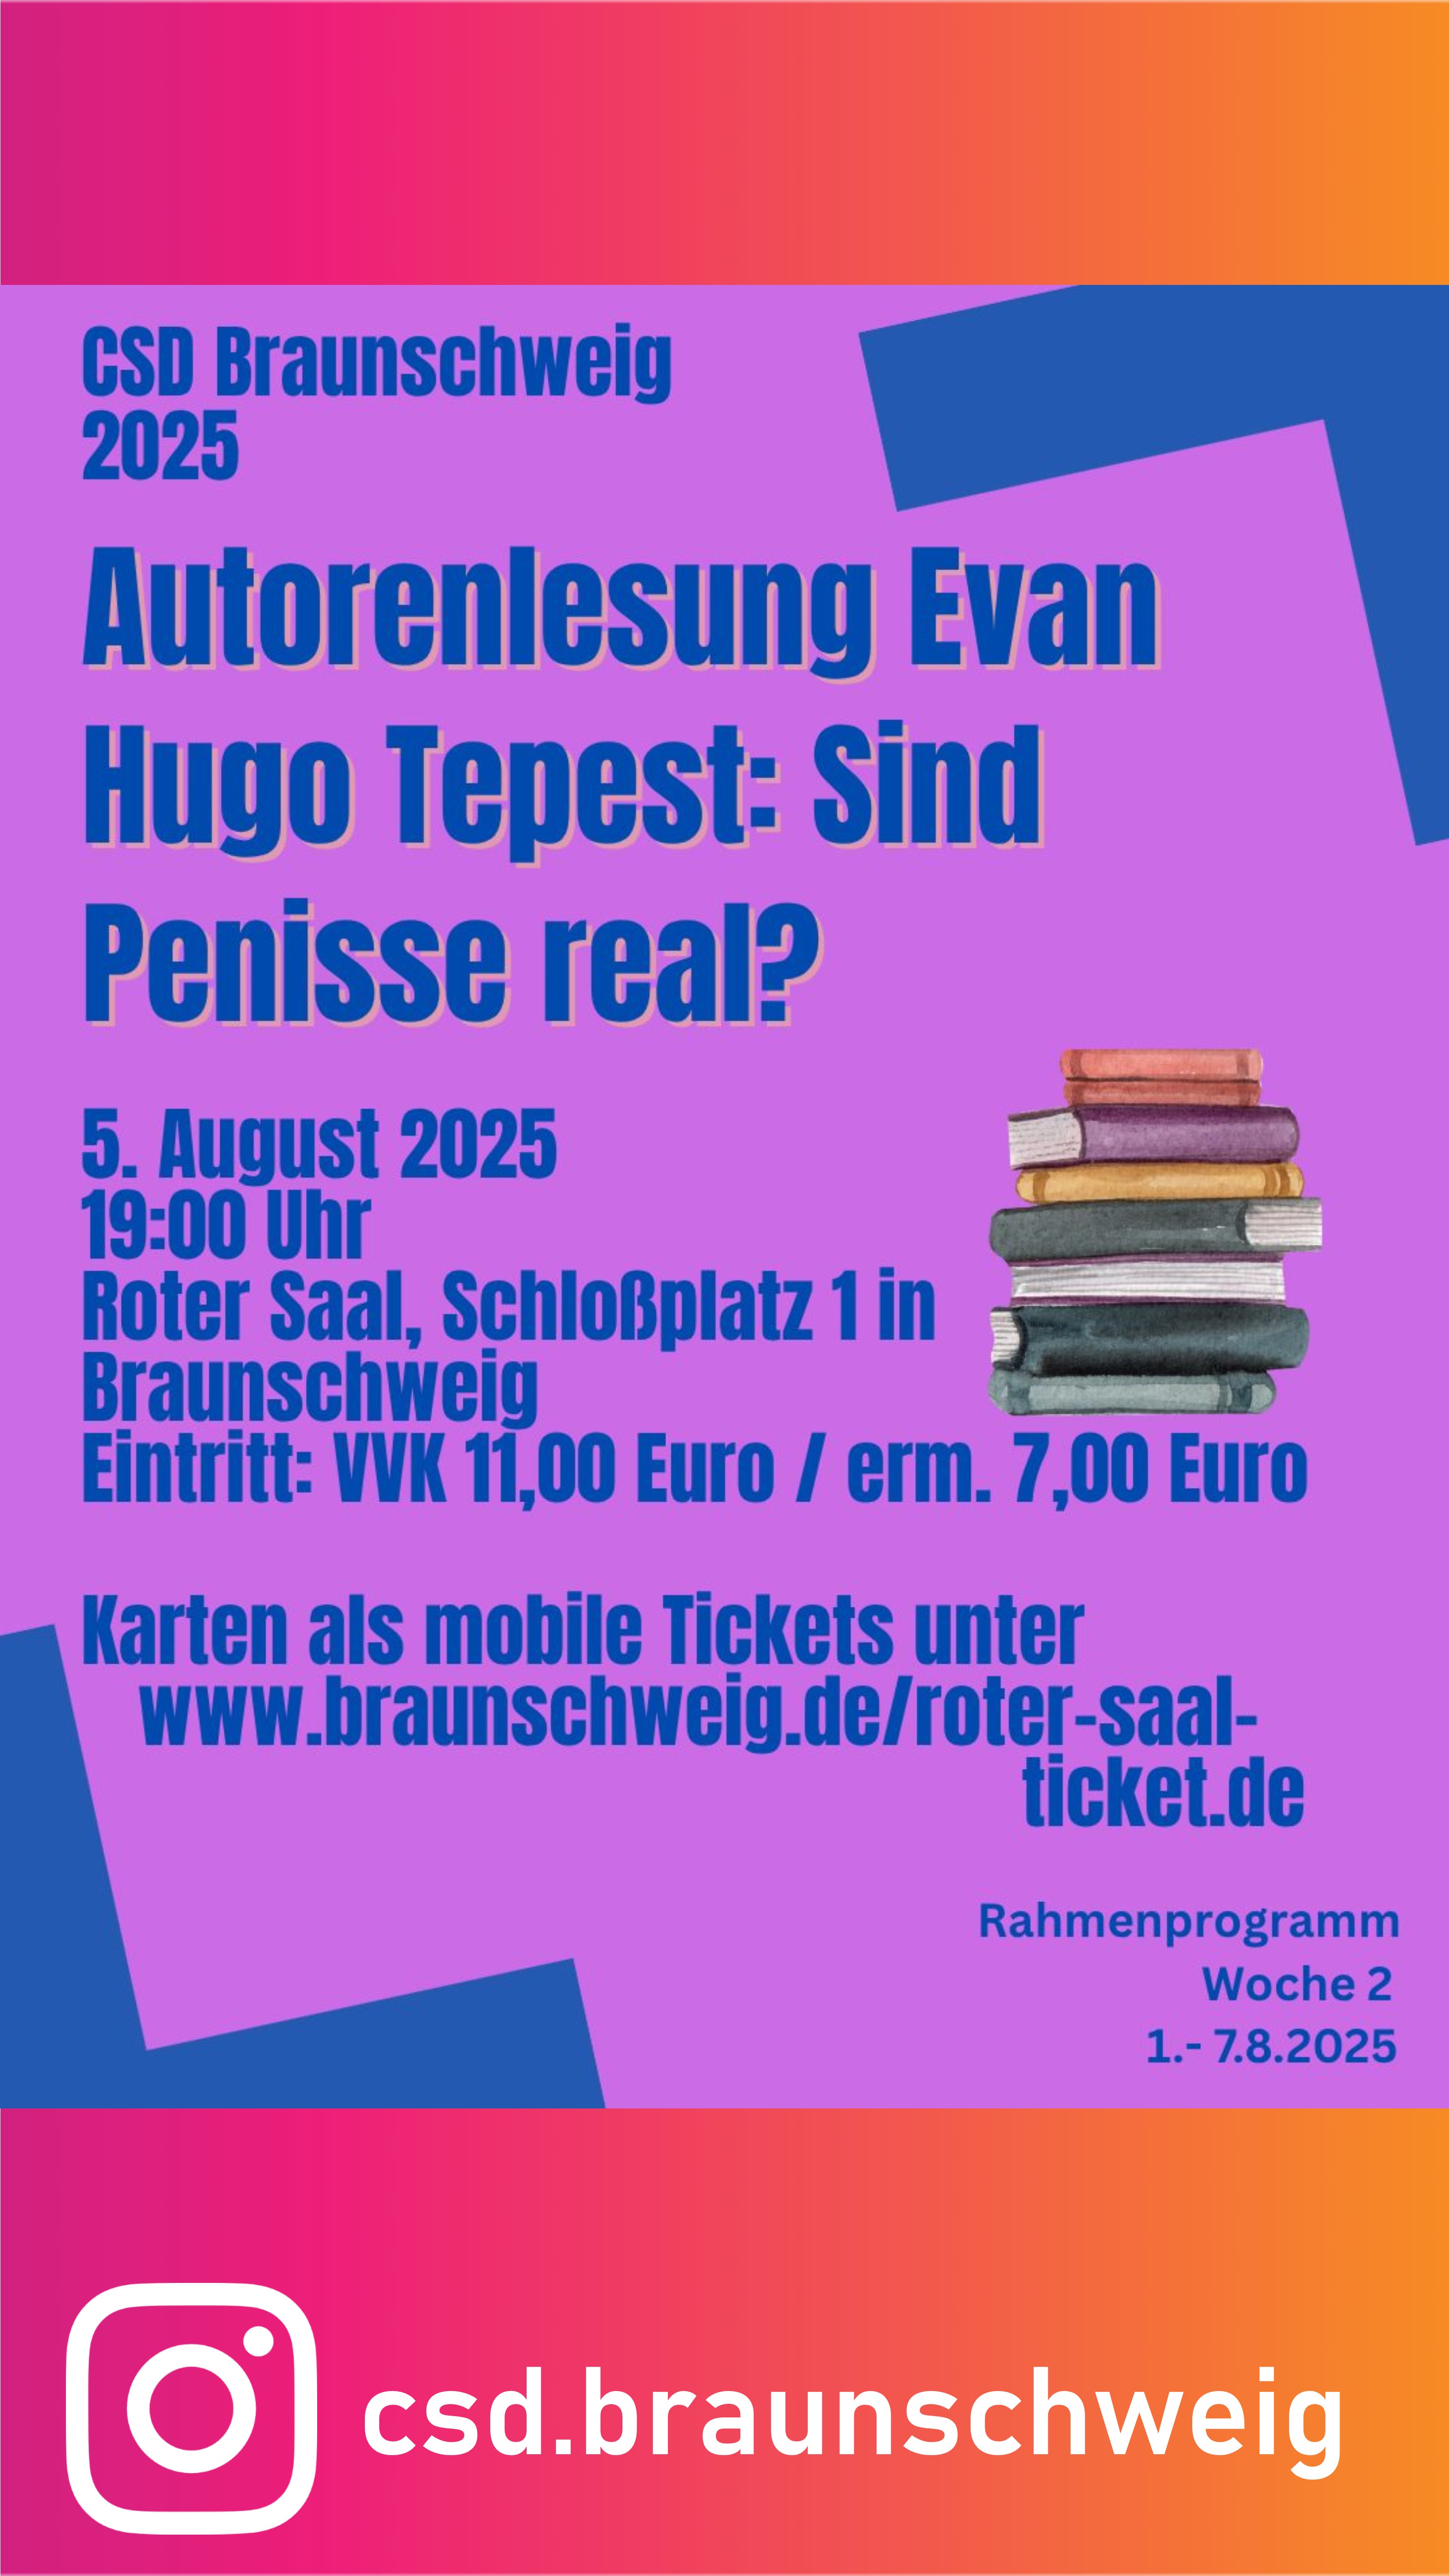 CSD Braunschweig
2025
Autorenlesung Evan
Hugo Tepest: Sind
Penisse real?
5. August 2025
19:00 Uhr
Roter Saal, Schloßplatz 1 in
Braunschweig
Eintritt: VVK 11,00 Euro / erm. 7,00 Euro
Karten als mobile Tickets unter
www.braunschweig.de/roter-saal-
ticket.de
Rahmenprogramm
Woche 2
1.- 7.8.2025
csd.braunschweig